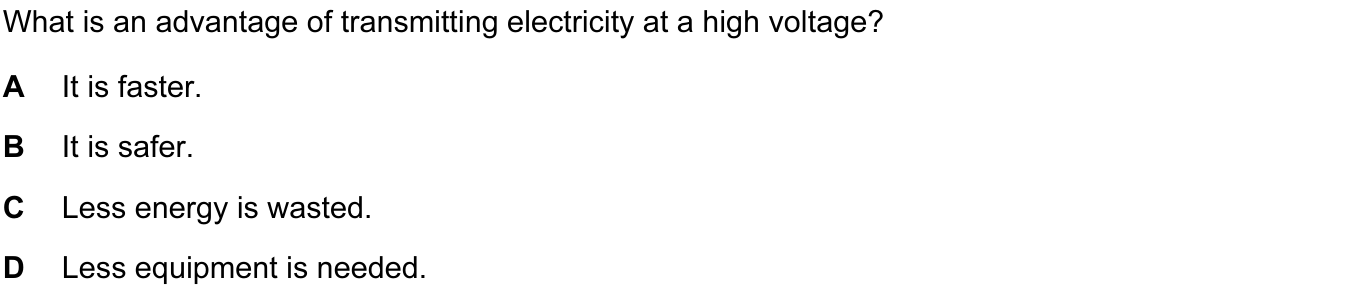 What is an advantage of transmitting electricity at a high voltage?
A It is faster.
B It is safer.
C Less energy is wasted.
D Less equipment is needed.